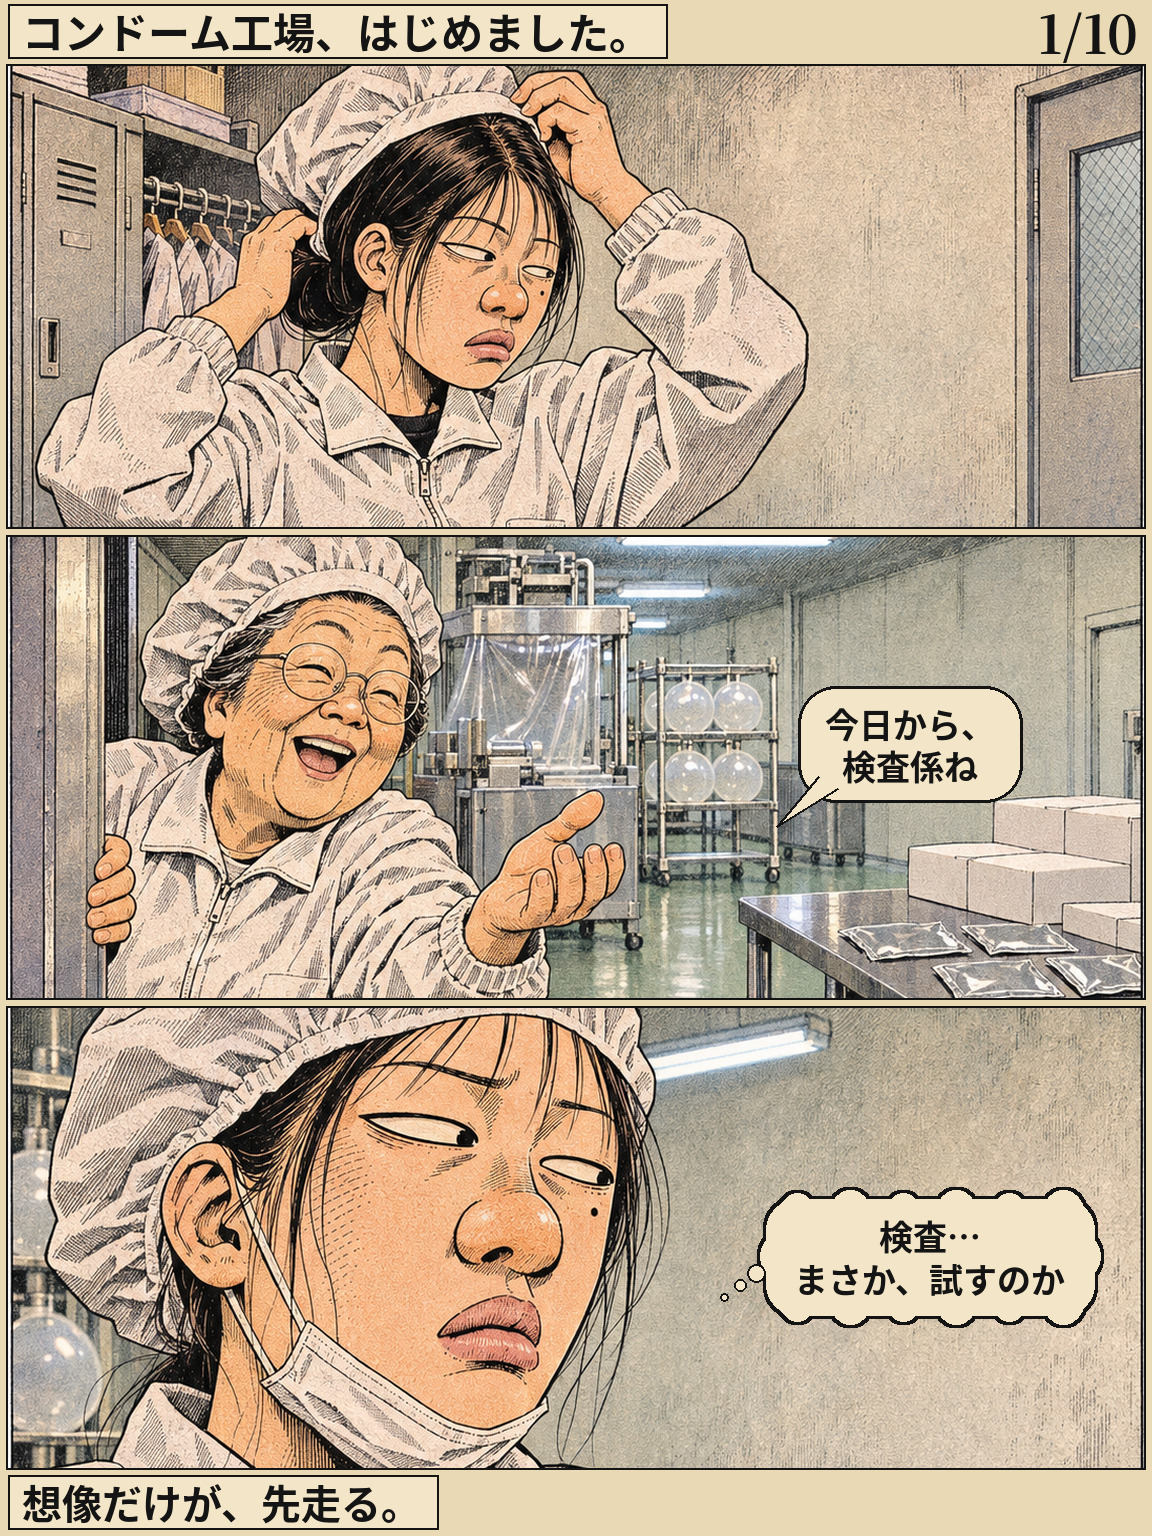 コンドーム工場、はじめました。
1/10
今日から、
検査係ね
検査…
まさか、試すのか
想像だけが、先走る。